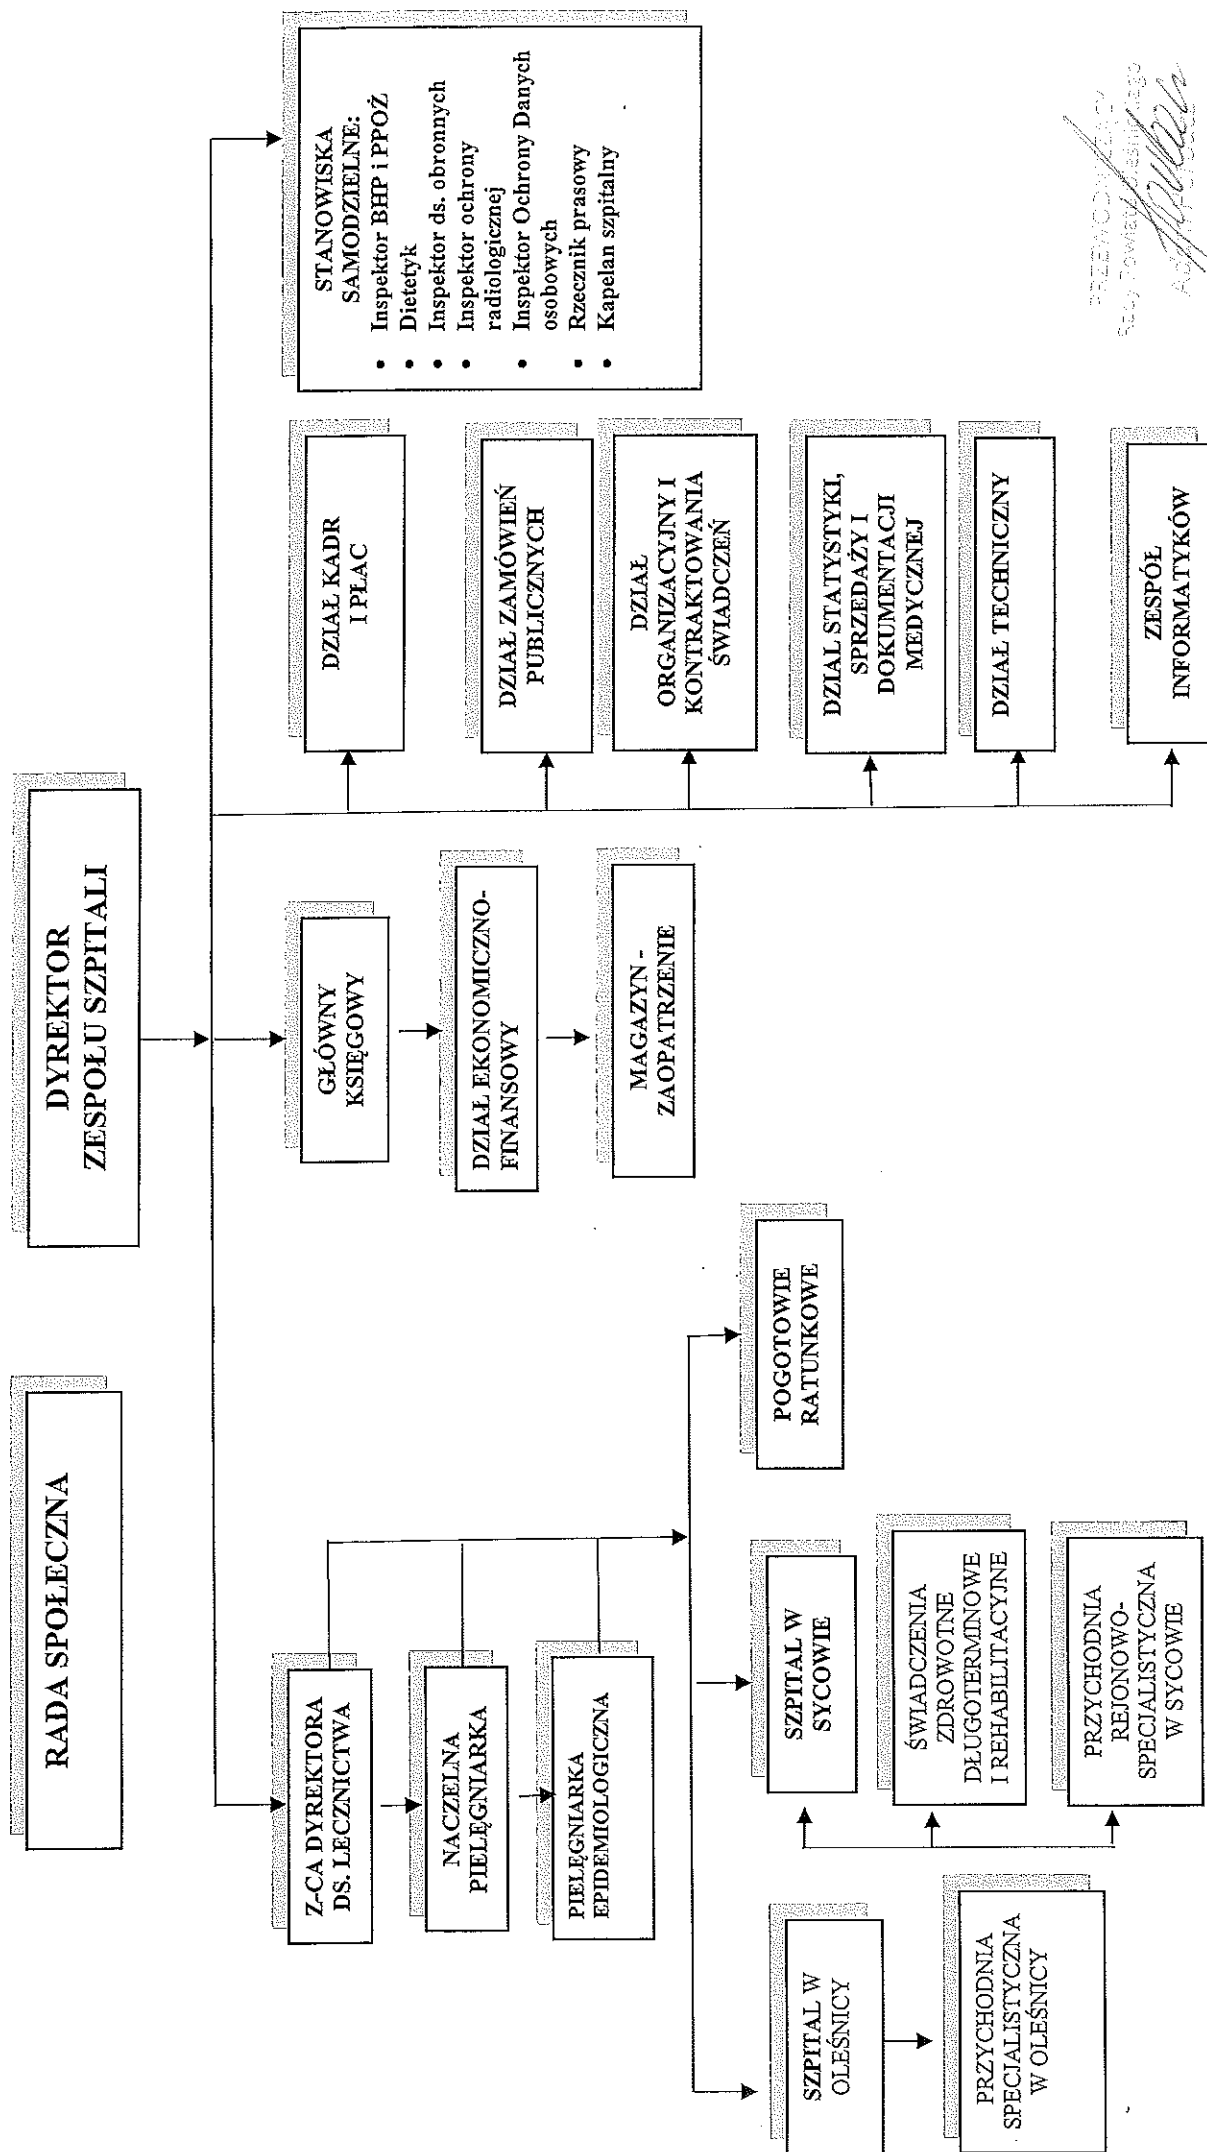 RADA SPOŁECZNA
DYREKTOR
ZESPOŁU SZPITALI
Z-CA DYREKTORA
DS. LECZNICTWA
NACZELNA
PIELĘGNIARKA
PIELĘGNIARKA
EPIDEMIOLOGICZNA
SZPITAL W
OLEŚNICY
PRZYCHODNIA
SPECJALISTYCZNA
W OLEŚNICY
SZPITAL W
SYCOWIE
ŚWIADCZENIA
ZDROWOTNE
DŁUGOTERMINOWE
I REHABILITACYJNE
PRZYCHODNIA
REJONOWO-
SPECJALISTYCZNA
W SYCOWIE
POGOTOWIE
RATUNKOWE
GŁÓWNY
KSIĘGOWY
DZIAŁ EKONOMICZNO-
FINANSOWY
MAGAZYN -
ZAOPATRZENIE
DZIAŁ KADR
I PŁAC
DZIAŁ ZAMÓWIEŃ
PUBLICZNYCH
DZIAŁ
ORGANIZACYJNY I
KONTRAKTOWANIA
ŚWIADCZEŃ
DZIAŁ STATYSTYKI,
SPRZEDAŻY I
DOKUMENTACJI
MEDYCZNEJ
DZIAŁ TECHNICZNY
ZESPÓŁ
INFORMATYKÓW
STANOWISKA
SAMODZIELNE:
• Inspektor BHP i PPOŻ
• Dietetyk
• Inspektor ds. obronnych
• Inspektor ochrony
radiologicznej
• Inspektor Ochrony Danych
osobowych
• Rzecznik prasowy
• Kapelan szpitalny
PRZEWODNICZĄCY
Rady Powiatu Oleśnickiego